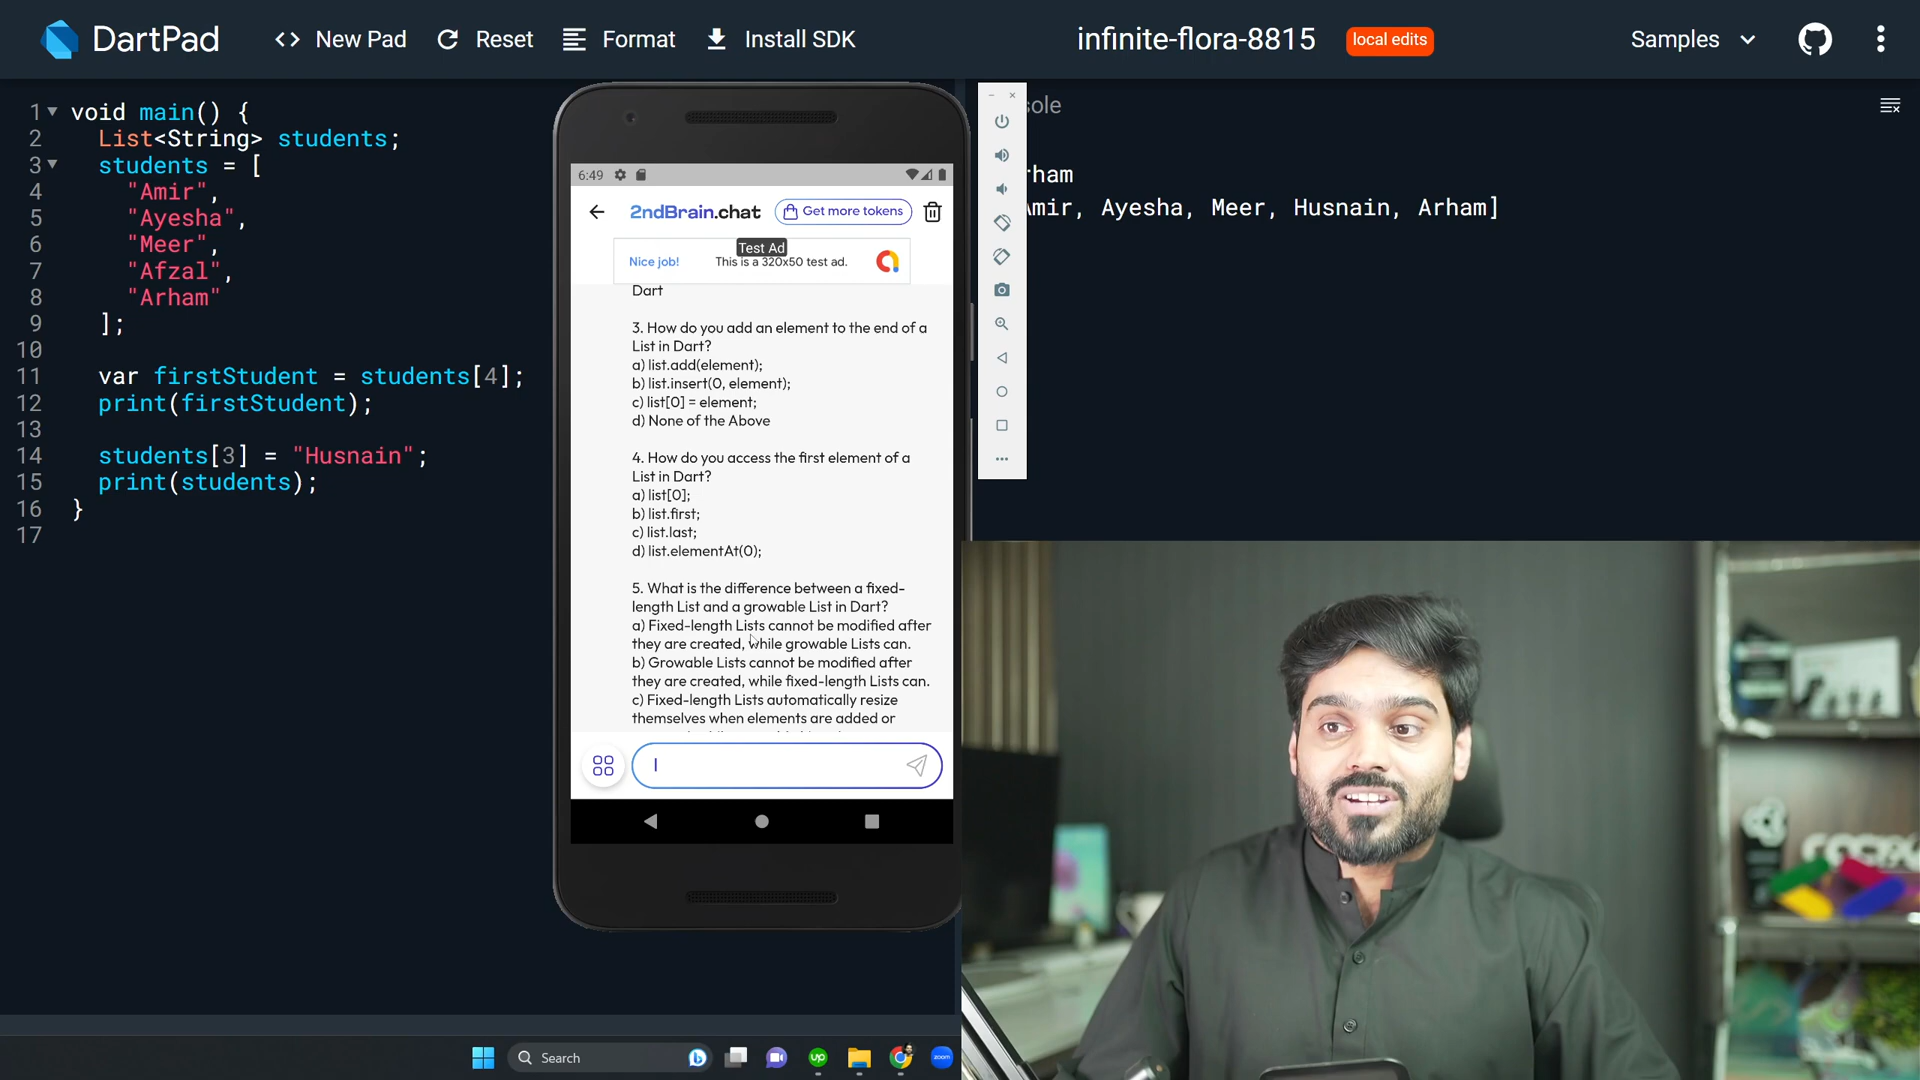 DartPad
<> New Pad
Reset
Format
Install SDK
infinite-flora-8815
local edits
Samples
1 void main() {
2 List<String> students;
3 students = [
4 "Amir",
5 "Ayesha",
6 "Meer",
7 "Afzal",
8 "Arham"
9 ];
10
11 var firstStudent = students[4];
12 print(firstStudent);
13
14 students[3] = "Husnain";
15 print(students);
16 }
17
6:49
2ndBrain.chat
Get more tokens
Test Ad
Nice job!
This is a 320x50 test ad.
Dart
3. How do you add an element to the end of a
List in Dart?
a) list.add(element);
b) list.insert(0, element);
c) list[0] = element;
d) None of the Above
4. How do you access the first element of a
List in Dart?
a) list[0];
b) list.first;
c) list.last;
d) list.elementAt(0);
5. What is the difference between a fixed-
length List and a growable List in Dart?
a) Fixed-length Lists cannot be modified after
they are created, while growable Lists can.
b) Growable Lists cannot be modified after
they are created, while fixed-length Lists can.
c) Fixed-length Lists automatically resize
themselves when elements are added or
sole
rham
mir, Ayesha, Meer, Husnain, Arham]
Search
up
zoom